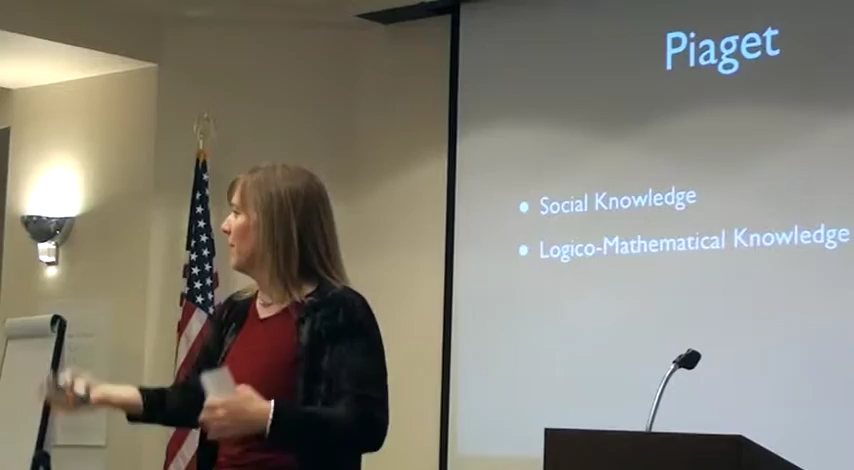 Piaget
• Social Knowledge
• Logico-Mathematical Knowledge